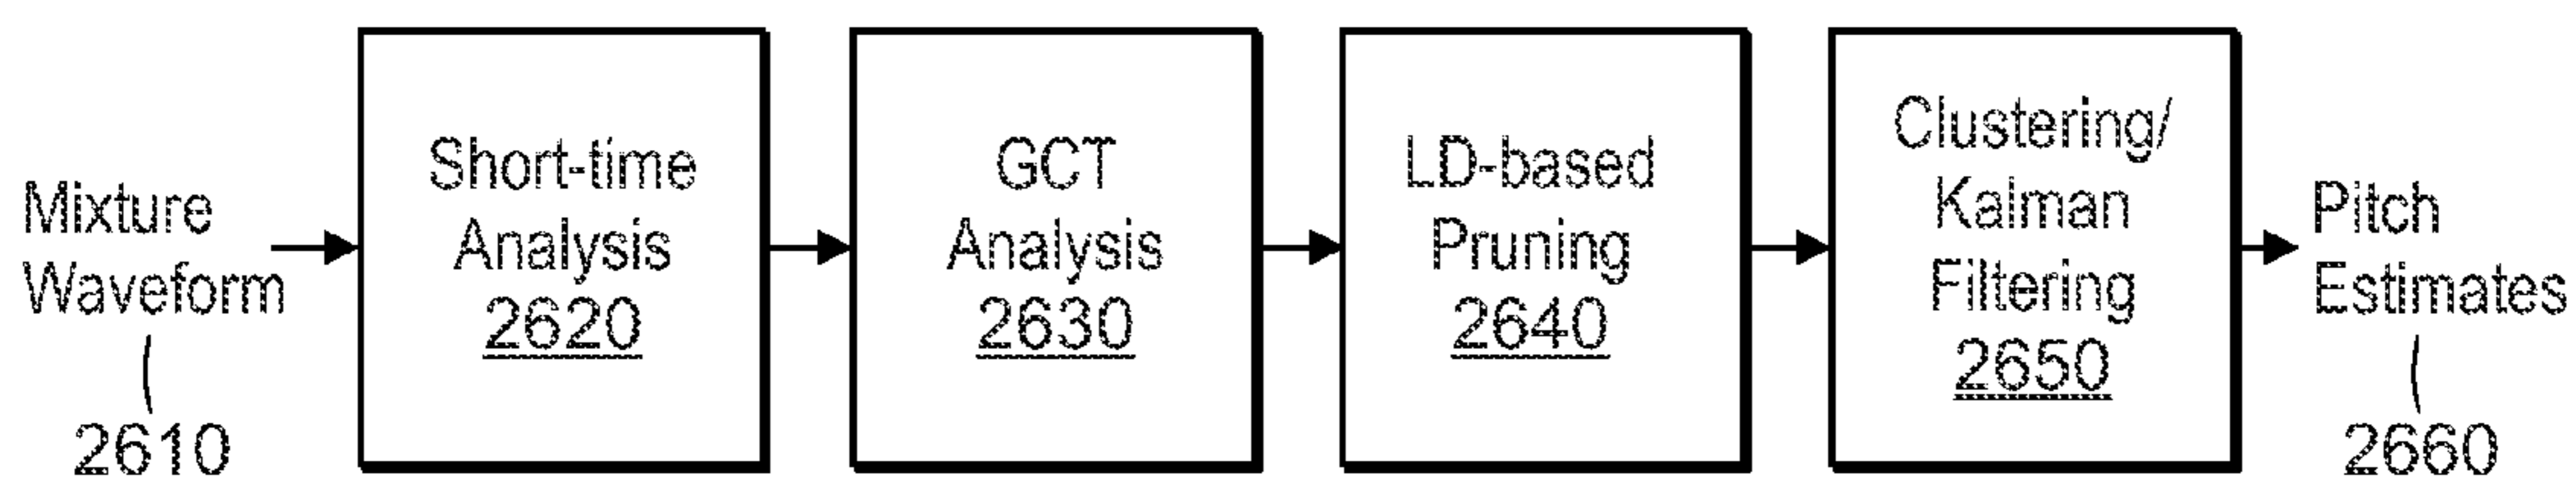 Mixture
Waveform
2610
Short-time
Analysis
2620
GCT
Analysis
2630
LD-based
Pruning
2640
Clustering/
Kalman
Filtering
2650
Pitch
Estimates
2660